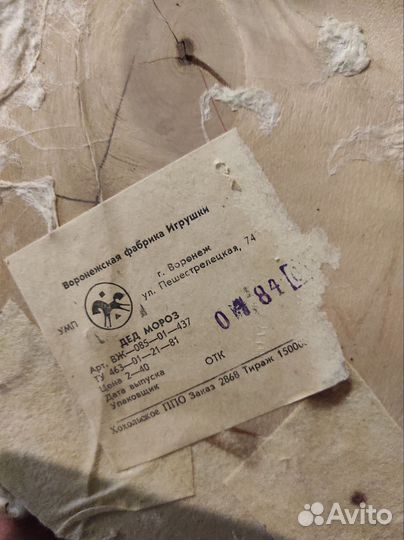 Воронежская фабрика Игрушки
УМП
г. Воронеж
ул. Пешестрелецкая, 74
ДЕД МОРОЗ
Арт. ВЖ—085—01—437
ТУ 463—01—21—81
Цена 2—40
Дата выпуска
Упаковщик
ОТК
84
Хохольское ППО Заказ 2868 Тираж 15000
Avito